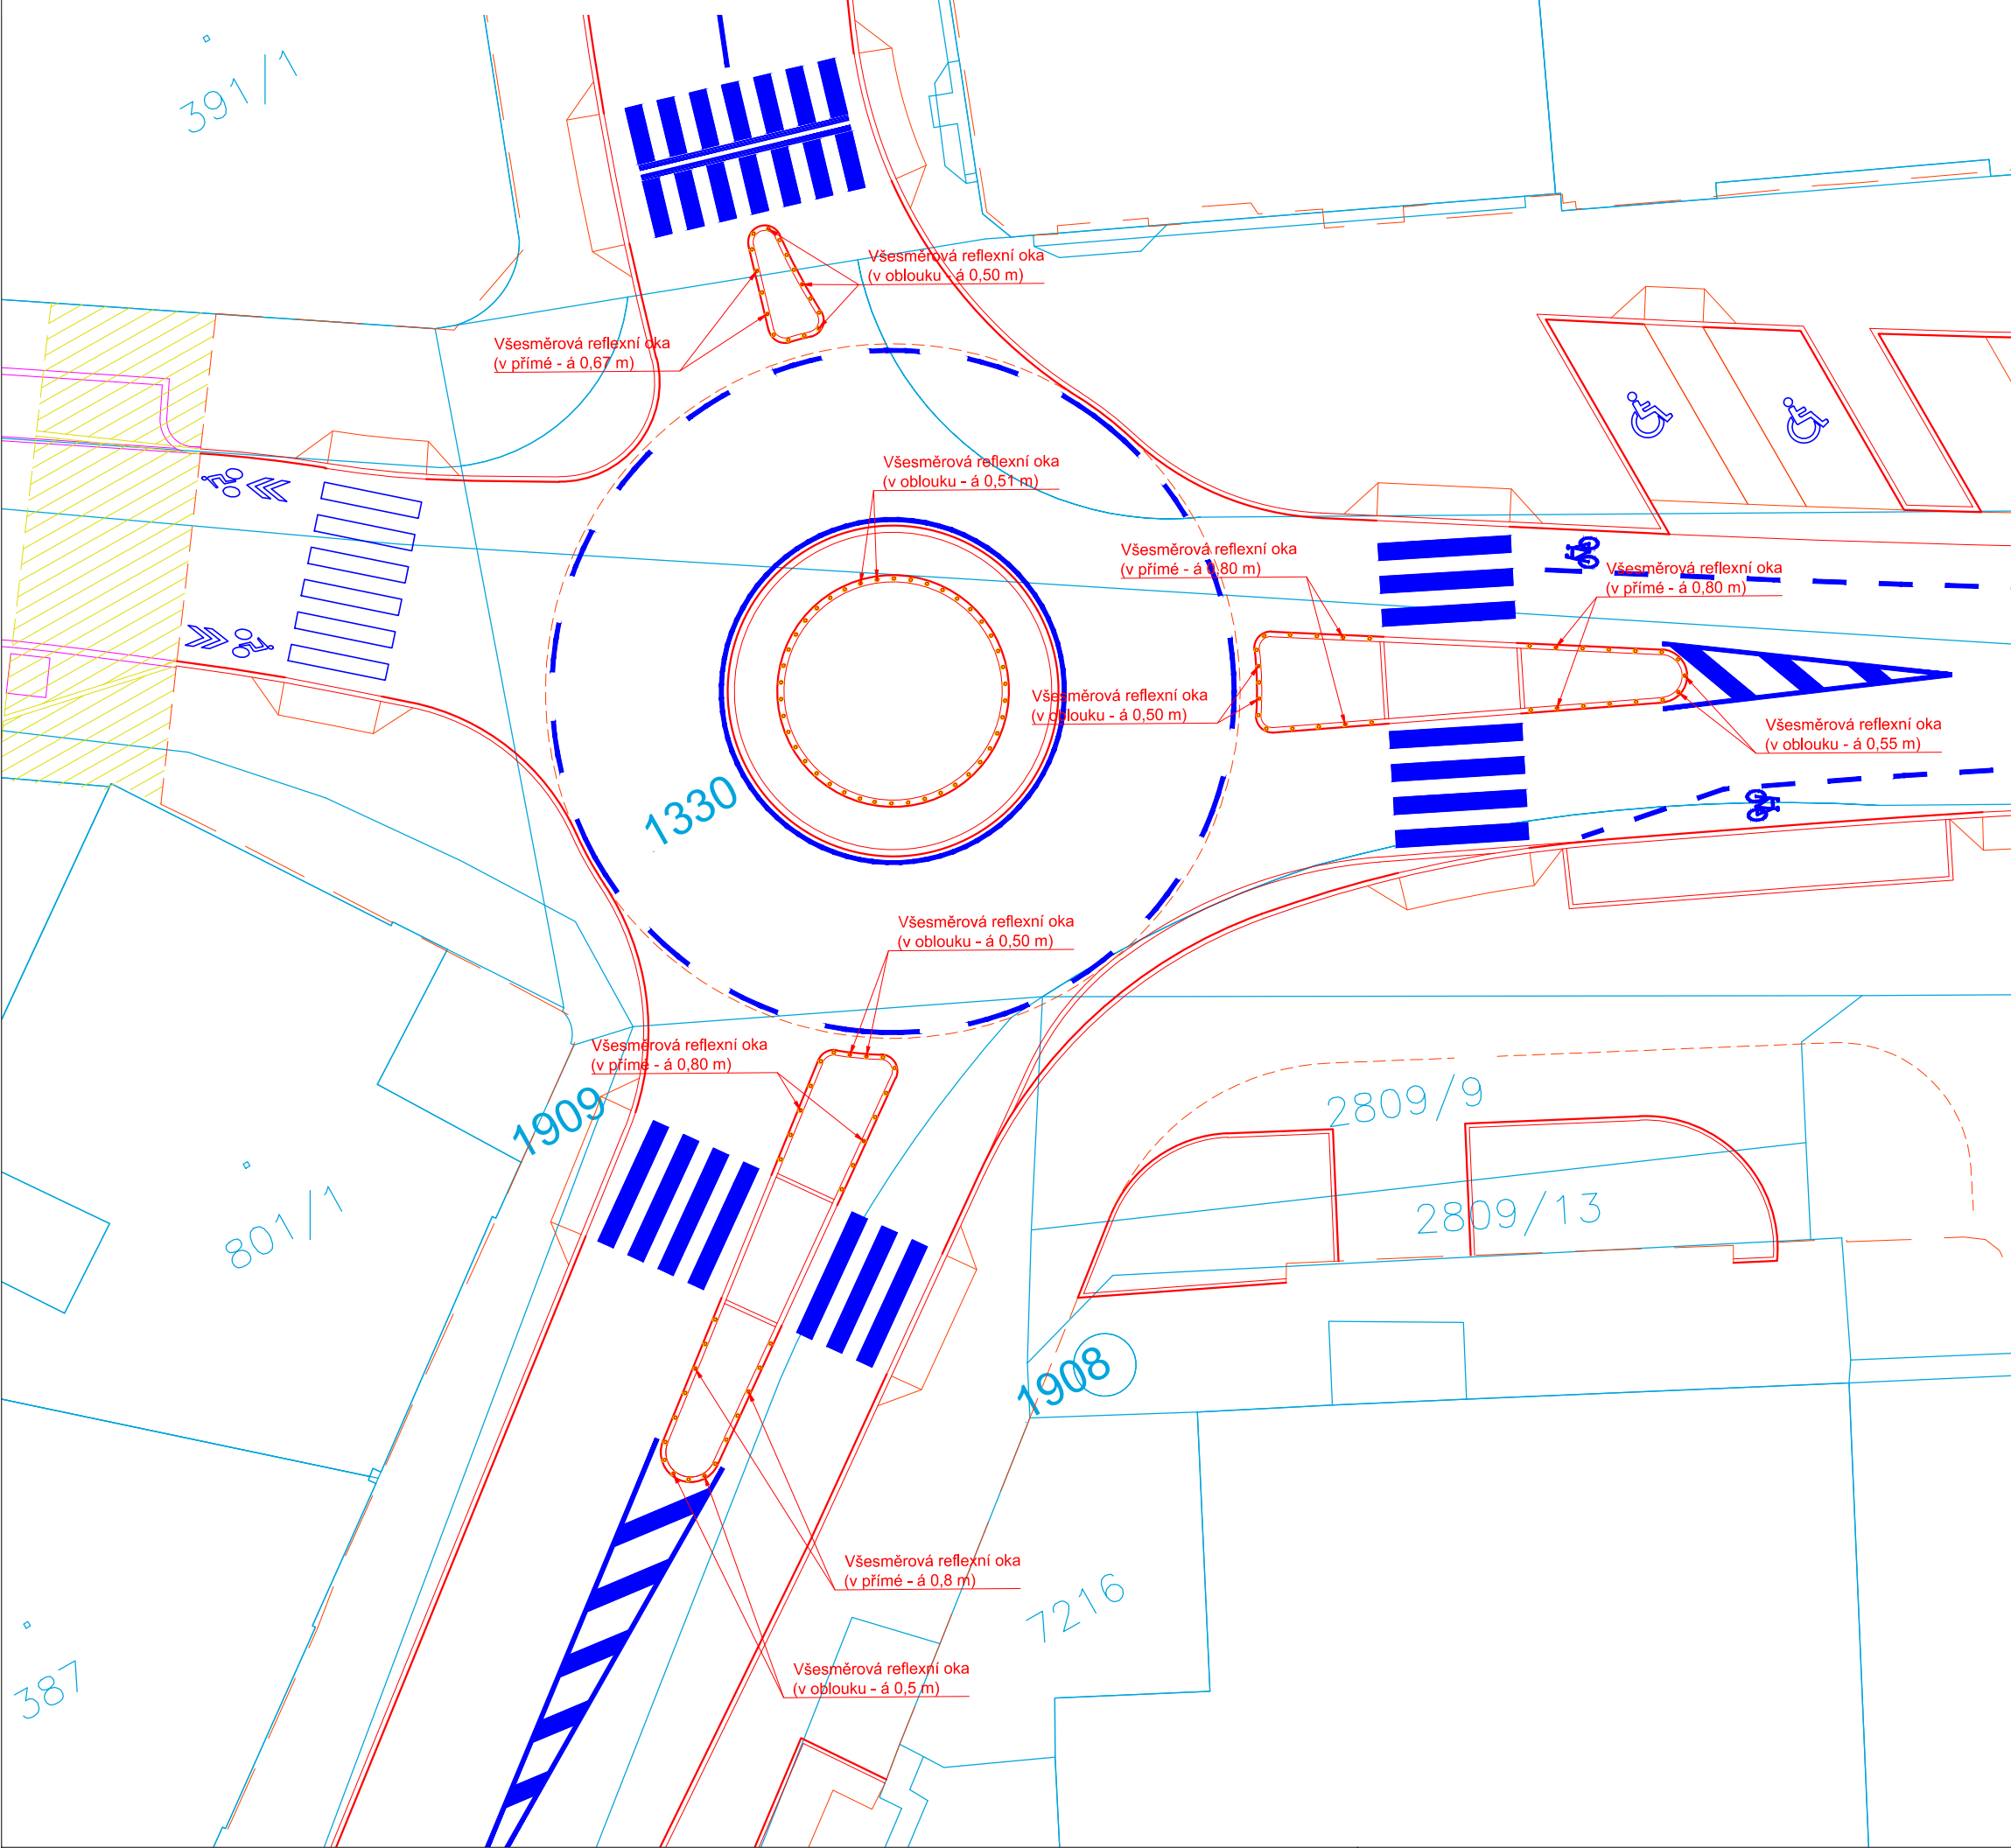 391/1
Všesměrová reflexní oka
(v oblouku - á 0,50 m)
Všesměrová reflexní oka
(v přímé - á 0,67 m)
Všesměrová reflexní oka
(v oblouku - á 0,51 m)
Všesměrová reflexní oka
(v přímé - á 0,80 m)
Všesměrová reflexní oka
(v přímé - á 0,80 m)
Všesměrová reflexní oka
(v oblouku - á 0,50 m)
Všesměrová reflexní oka
(v oblouku - á 0,55 m)
1330
Všesměrová reflexní oka
(v oblouku - á 0,50 m)
Všesměrová reflexní oka
(v přímé - á 0,80 m)
1909
2809/9
2809/13
801/1
1908
Všesměrová reflexní oka
(v přímé - á 0,8 m)
7216
Všesměrová reflexní oka
(v oblouku - á 0,5 m)
387